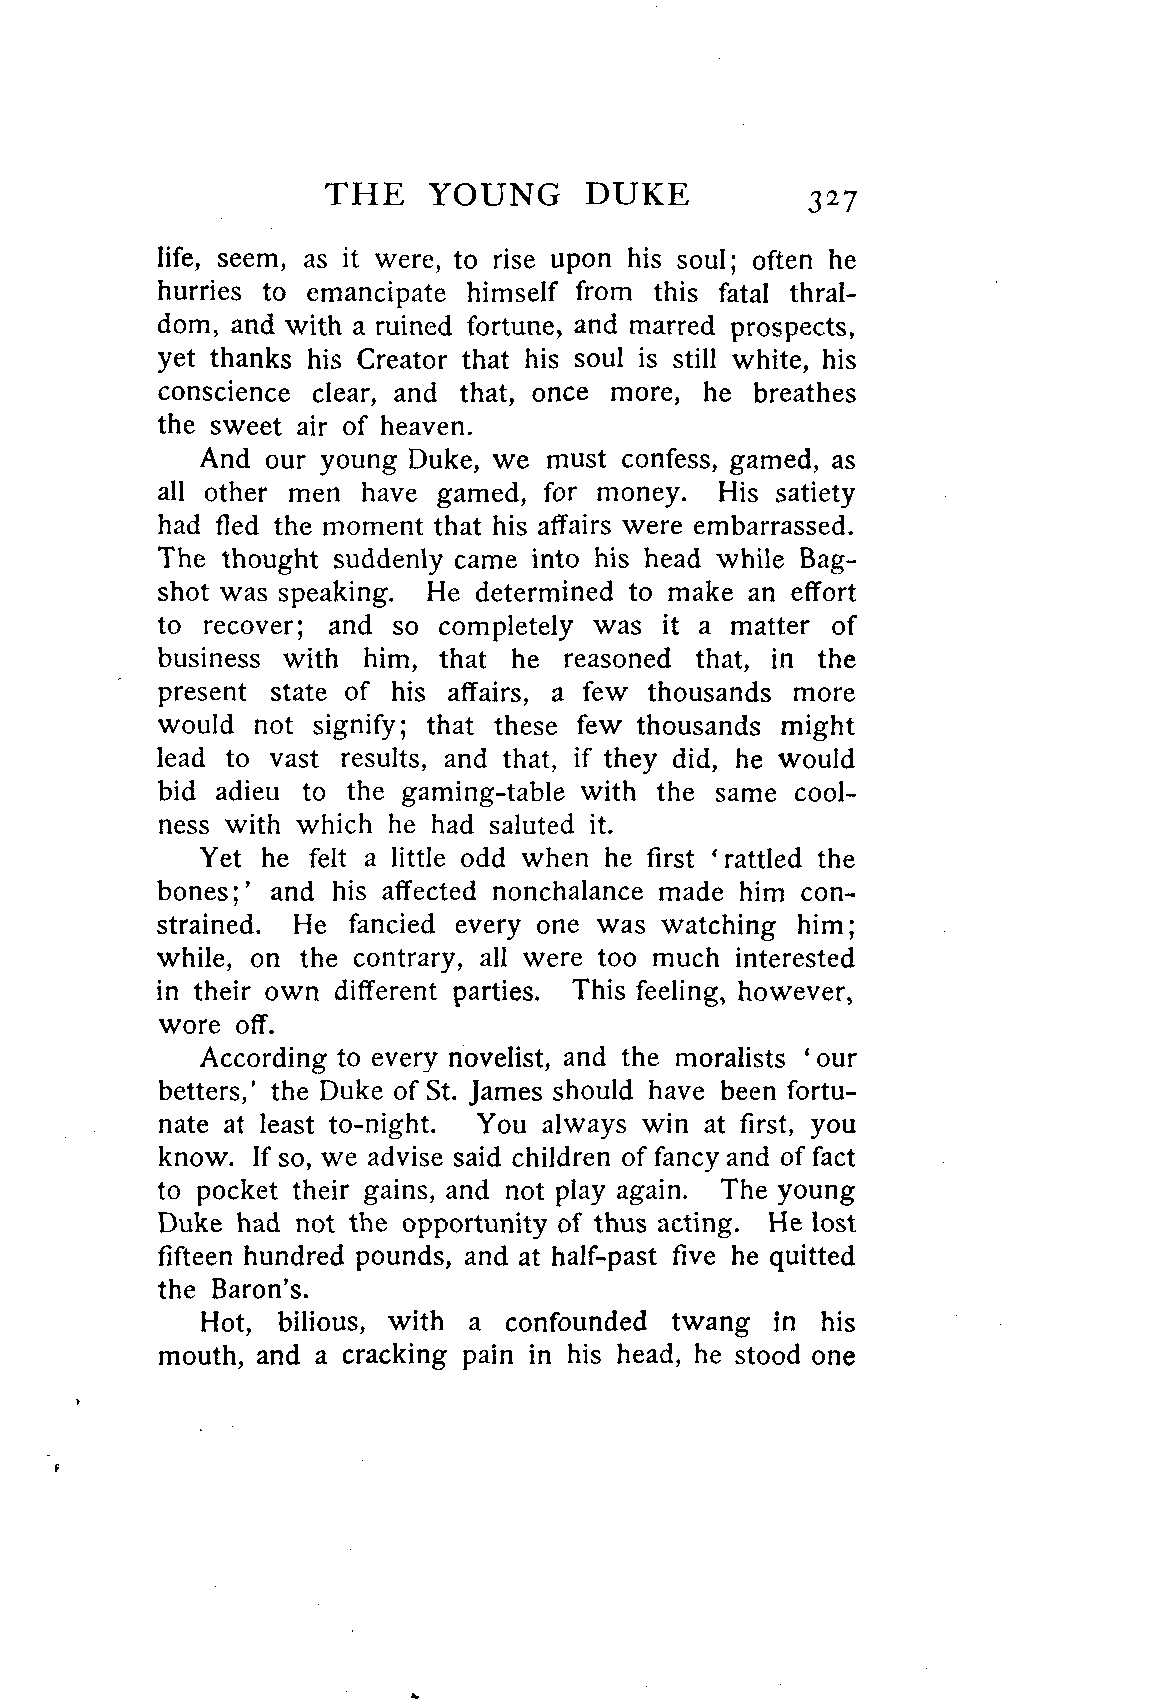 THE YOUNG DUKE 327
life, seem, as it were, to rise upon his soul; often he
hurries to emancipate himself from this fatal thral-
dom, and with a ruined fortune, and marred prospects,
yet thanks his Creator that his soul is still white, his
conscience clear, and that, once more, he breathes
the sweet air of heaven.
And our young Duke, we must confess, gamed, as
all other men have gamed, for money. His satiety
had fled the moment that his affairs were embarrassed.
The thought suddenly came into his head while Bag-
shot was speaking. He determined to make an effort
to recover; and so completely was it a matter of
business with him, that he reasoned that, in the
present state of his affairs, a few thousands more
would not signify; that these few thousands might
lead to vast results, and that, if they did, he would
bid adieu to the gaming-table with the same cool-
ness with which he had saluted it.
Yet he felt a little odd when he first ‘rattled the
bones;’ and his affected nonchalance made him con-
strained. He fancied every one was watching him;
while, on the contrary, all were too much interested
in their own different parties. This feeling, however,
wore off.
According to every novelist, and the moralists ‘our
betters,’ the Duke of St. James should have been fortu-
nate at least to-night. You always win at first, you
know. If so, we advise said children of fancy and of fact
to pocket their gains, and not play again. The young
Duke had not the opportunity of thus acting. He lost
fifteen hundred pounds, and at half-past five he quitted
the Baron's.
Hot, bilious, with a confounded twang in his
mouth, and a cracking pain in his head, he stood one